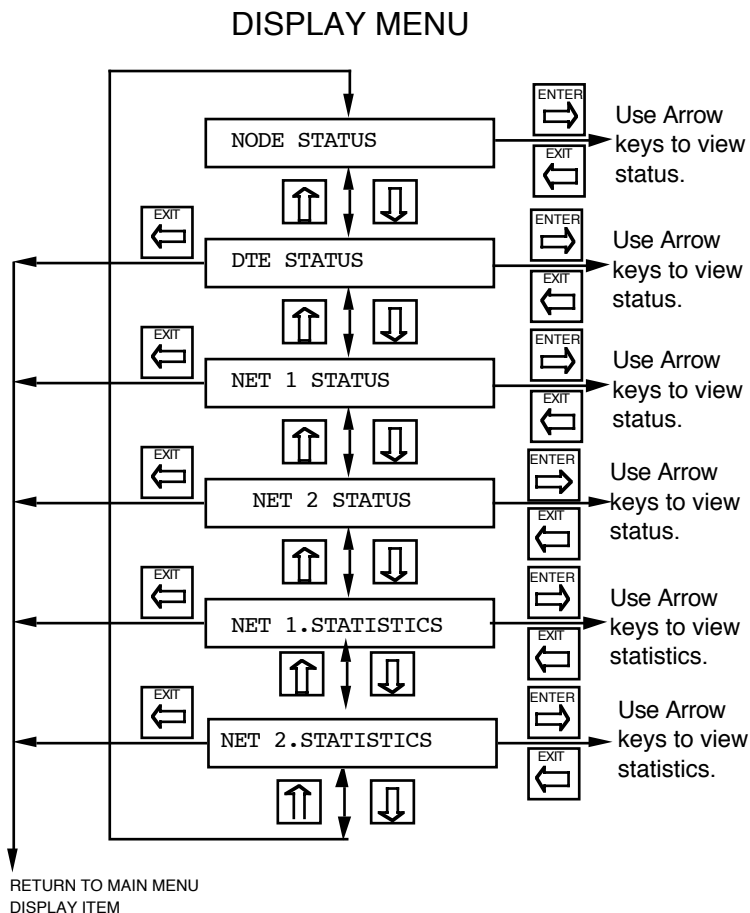 DISPLAY MENU
ENTER
NODE STATUS
Use Arrow
keys to view
status.
EXIT
EXIT
ENTER
DTE STATUS
Use Arrow
keys to view
status.
EXIT
EXIT
ENTER
NET 1 STATUS
Use Arrow
keys to view
status.
EXIT
EXIT
ENTER
NET 2 STATUS
Use Arrow
keys to view
status.
EXIT
EXIT
ENTER
NET 1.STATISTICS
Use Arrow
keys to view
statistics.
EXIT
EXIT
ENTER
NET 2.STATISTICS
Use Arrow
keys to view
statistics.
EXIT
RETURN TO MAIN MENU
DISPLAY ITEM